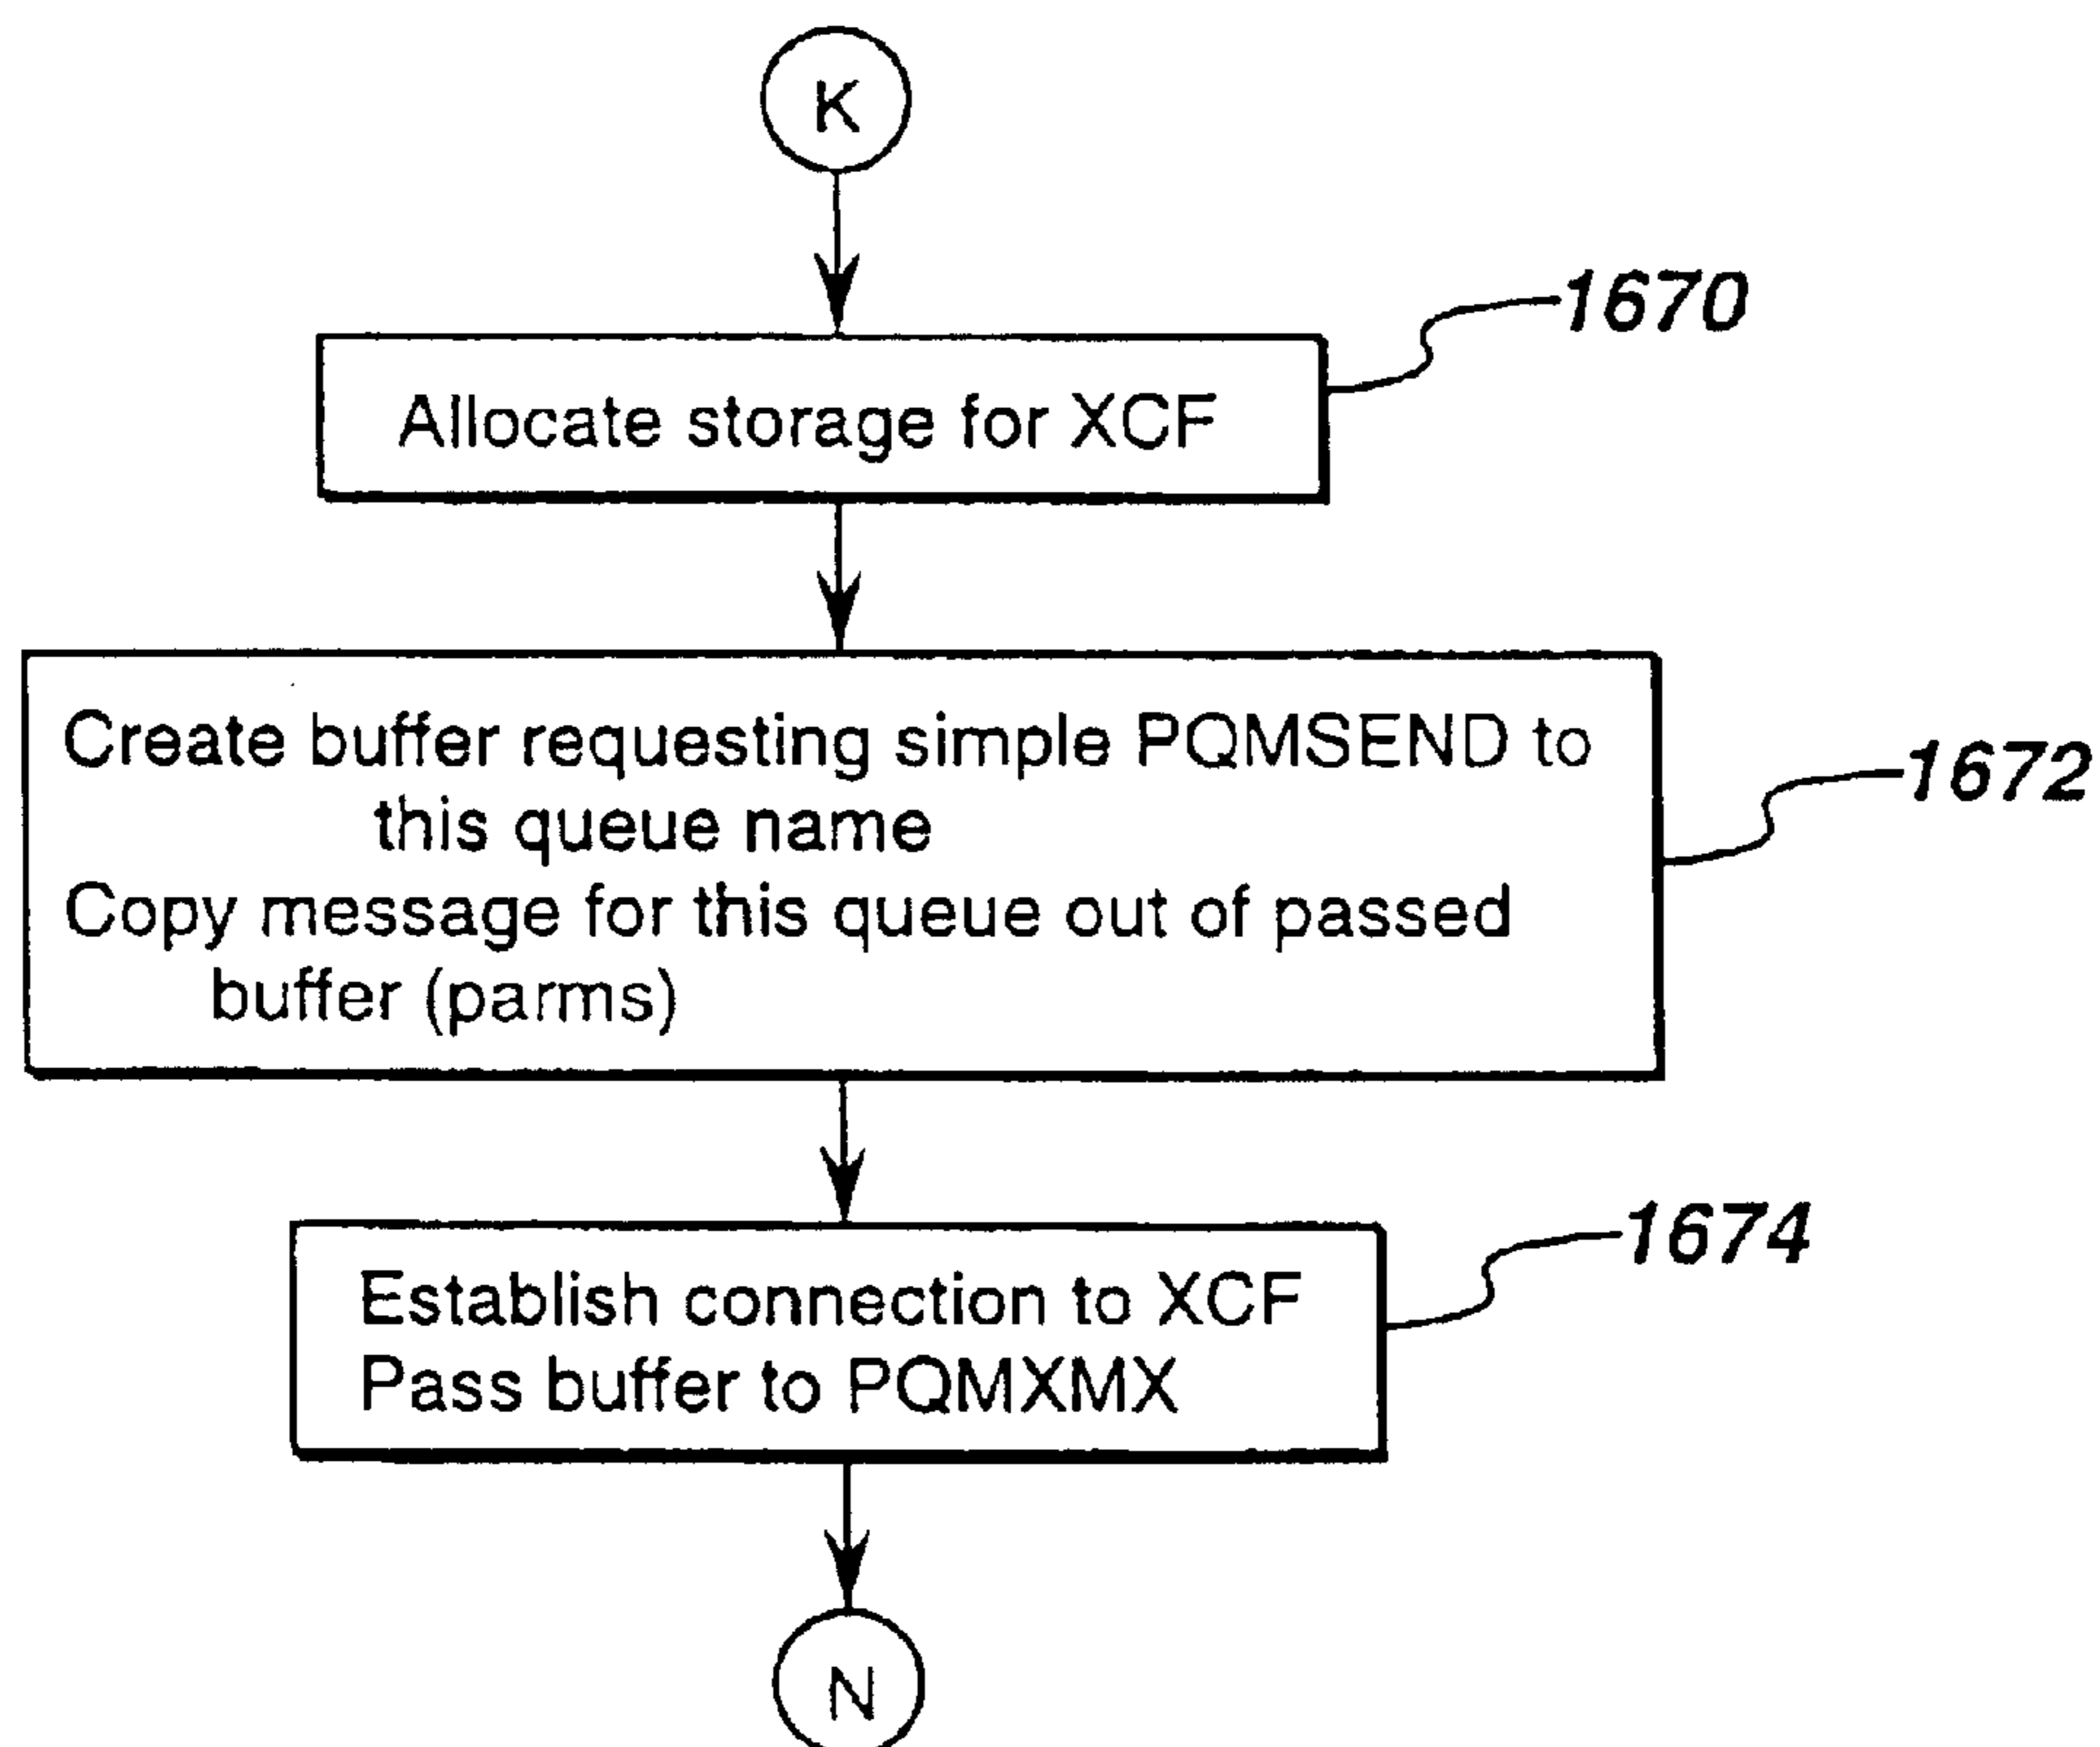 K
1670
Allocate storage for XCF
Create buffer requesting simple PQMSEND to
this queue name
Copy message for this queue out of passed
buffer (parms)
1672
1674
Establish connection to XCF
Pass buffer to PQMXMX
N